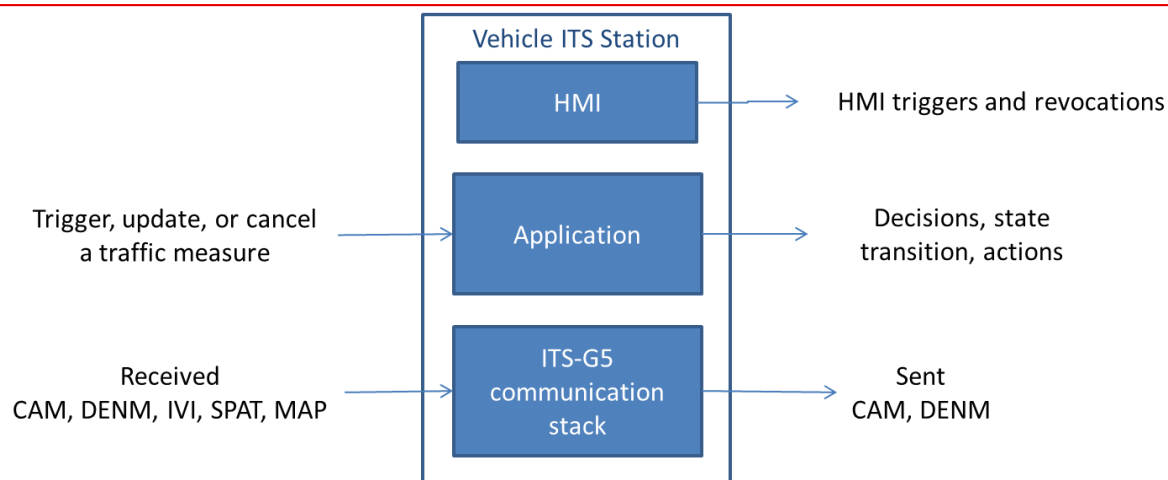 Vehicle ITS Station
HMI
HMI triggers and revocations
Trigger, update, or cancel
a traffic measure
Application
Decisions, state
transition, actions
Received
CAM, DENM, IVI, SPAT, MAP
ITS-G5
communication
stack
Sent
CAM, DENM